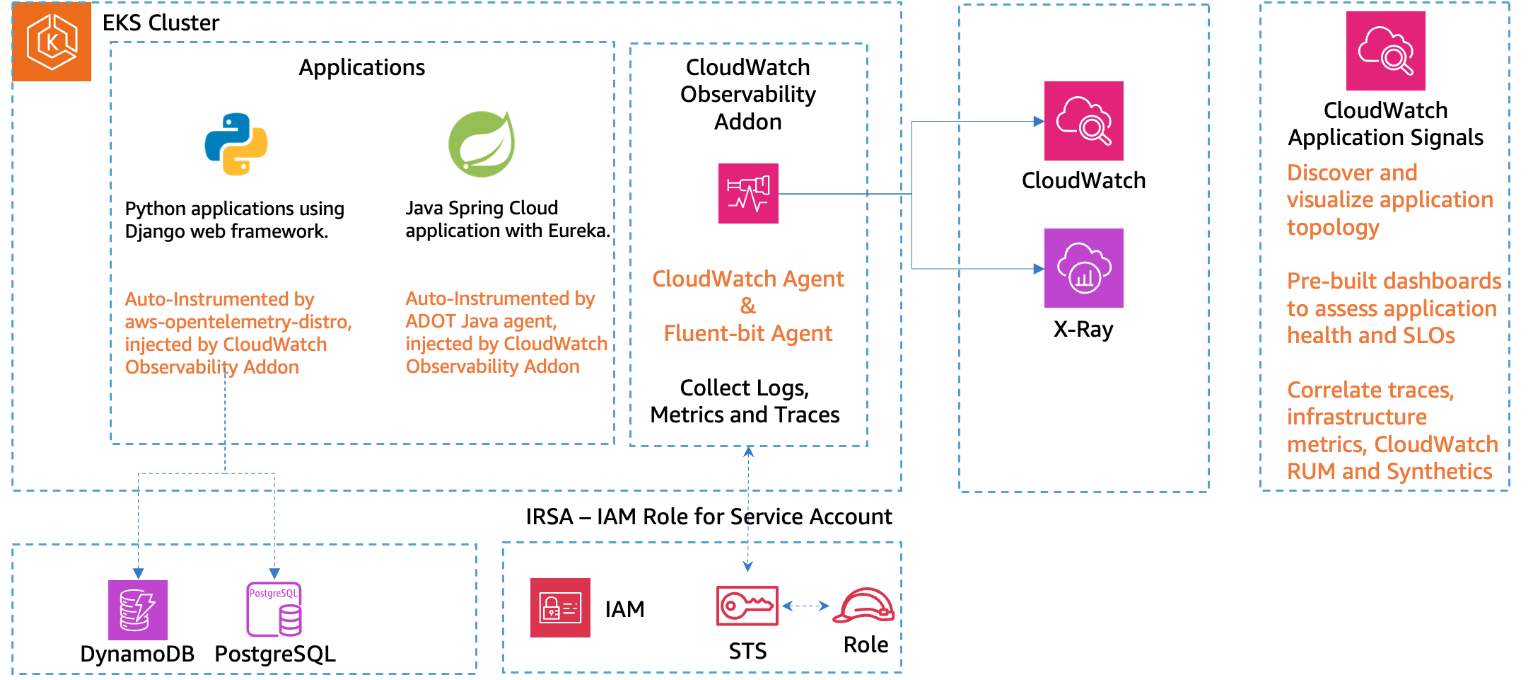 EKS Cluster
Applications
Python applications using
Django web framework.
Auto-Instrumented by
aws-opentelemetry-distro,
injected by CloudWatch
Observability Addon
Java Spring Cloud
application with Eureka.
Auto-Instrumented by
ADOT Java agent,
injected by CloudWatch
Observability Addon
CloudWatch
Observability
Addon
CloudWatch Agent
&
Fluent-bit Agent
Collect Logs,
Metrics and Traces
CloudWatch
X-Ray
CloudWatch
Application Signals
Discover and
visualize application
topology
Pre-built dashboards
to assess application
health and SLOs
Correlate traces,
infrastructure
metrics, CloudWatch
RUM and Synthetics
IRSA – IAM Role for Service Account
DynamoDB
PostgreSQL
PostgreSQL
IAM
STS
Role
K